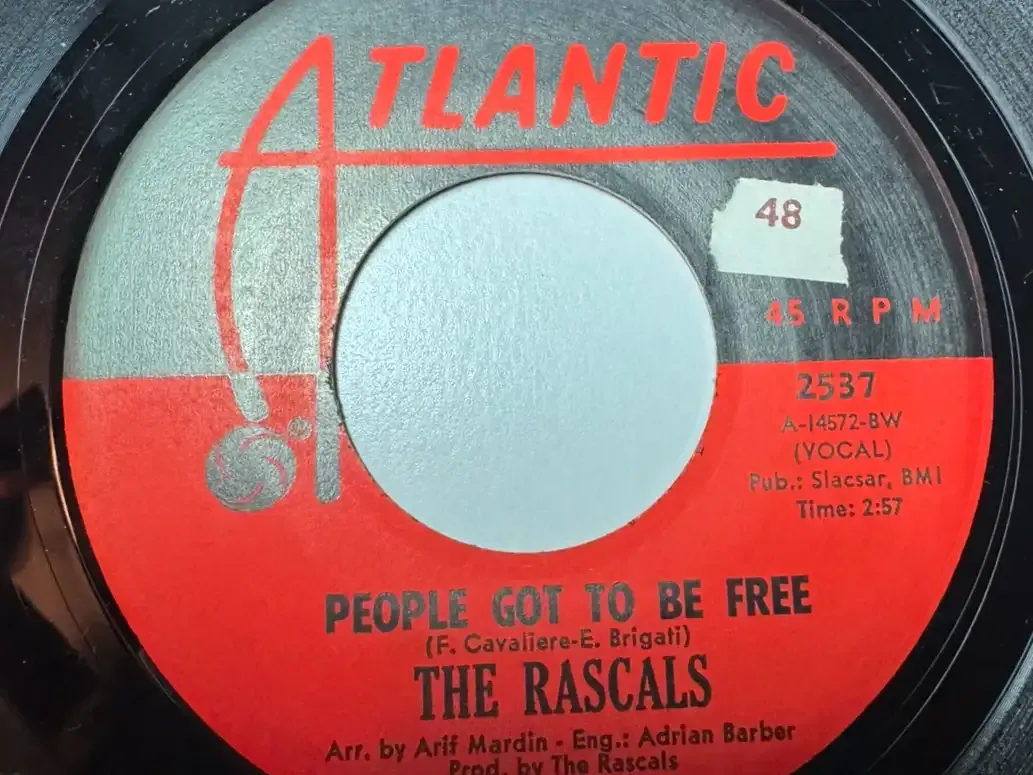 ATLANTIC
48
45 RPM
2537
A-14572-BW
(VOCAL)
Pub.: Slacsar, BMI
Time: 2:57
PEOPLE GOT TO BE FREE
(F. Cavaliere-E. Brigati)
THE RASCALS
Arr. by Arif Mardin - Eng.: Adrian Barber
Prod. by The Rascals